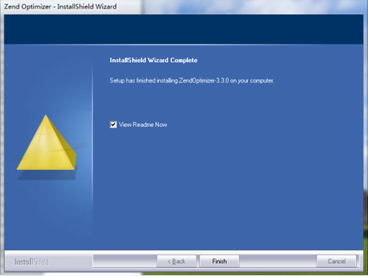 Zend Optimizer - InstallShield Wizard
InstallShield Wizard Complete
Setup has finished installing ZendOptimizer-3.3.0 on your computer.
View Readme Now
InstallShield
< Back
Finish
Cancel